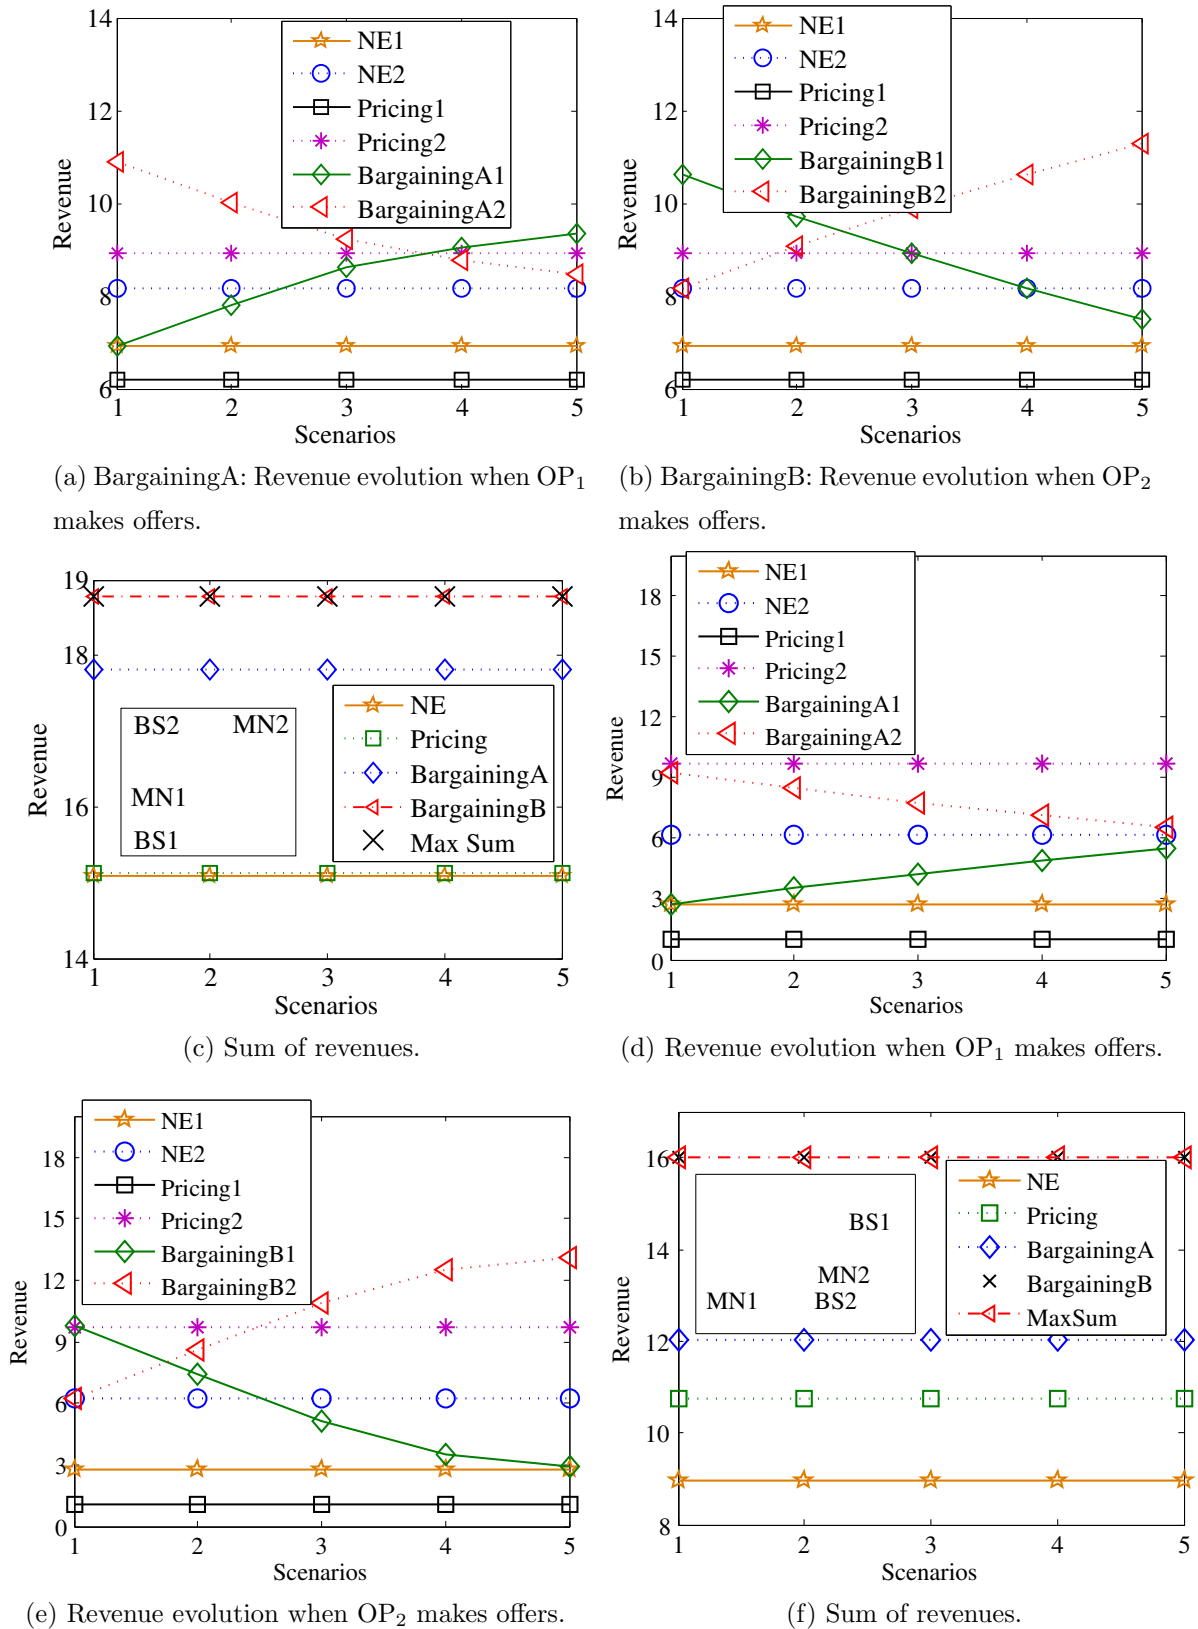 14
12
10
8
6
Revenue
NE1
NE2
Pricing1
Pricing2
BargainingA1
BargainingA2
1 2 3 4 5
Scenarios
(a) BargainingA: Revenue evolution when OP₁
makes offers.
14
12
10
8
6
Revenue
NE1
NE2
Pricing1
Pricing2
BargainingB1
BargainingB2
1 2 3 4 5
Scenarios
(b) BargainingB: Revenue evolution when OP₂
makes offers.
19
18
16
14
Revenue
BS2 MN2
MN1
BS1
NE
Pricing
BargainingA
BargainingB
Max Sum
1 2 3 4 5
Scenarios
(c) Sum of revenues.
18
15
12
9
6
3
0
Revenue
NE1
NE2
Pricing1
Pricing2
BargainingA1
BargainingA2
1 2 3 4 5
Scenarios
(d) Revenue evolution when OP₁ makes offers.
18
15
12
9
6
3
0
Revenue
NE1
NE2
Pricing1
Pricing2
BargainingB1
BargainingB2
1 2 3 4 5
Scenarios
(e) Revenue evolution when OP₂ makes offers.
16
14
12
10
8
Revenue
BS1
MN2
MN1 BS2
NE
Pricing
BargainingA
BargainingB
MaxSum
1 2 3 4 5
Scenarios
(f) Sum of revenues.